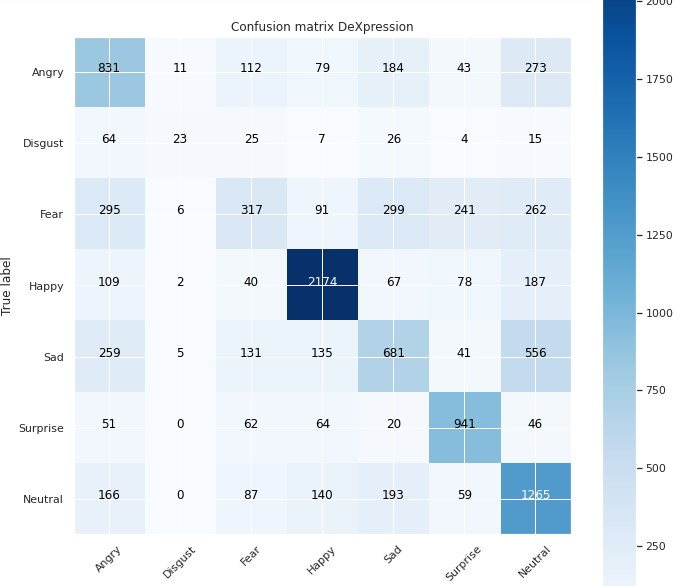 Confusion matrix DeXpression
True label
Angry 831 11 112 79 184 43 273
Disgust 64 23 25 7 26 4 15
Fear 295 6 317 91 299 241 262
Happy 109 2 40 2174 67 78 187
Sad 259 5 131 135 681 41 556
Surprise 51 0 62 64 20 941 46
Neutral 166 0 87 140 193 59 1265
Angry Disgust Fear Happy Sad Surprise Neutral
2000
1750
1500
1250
1000
750
500
250